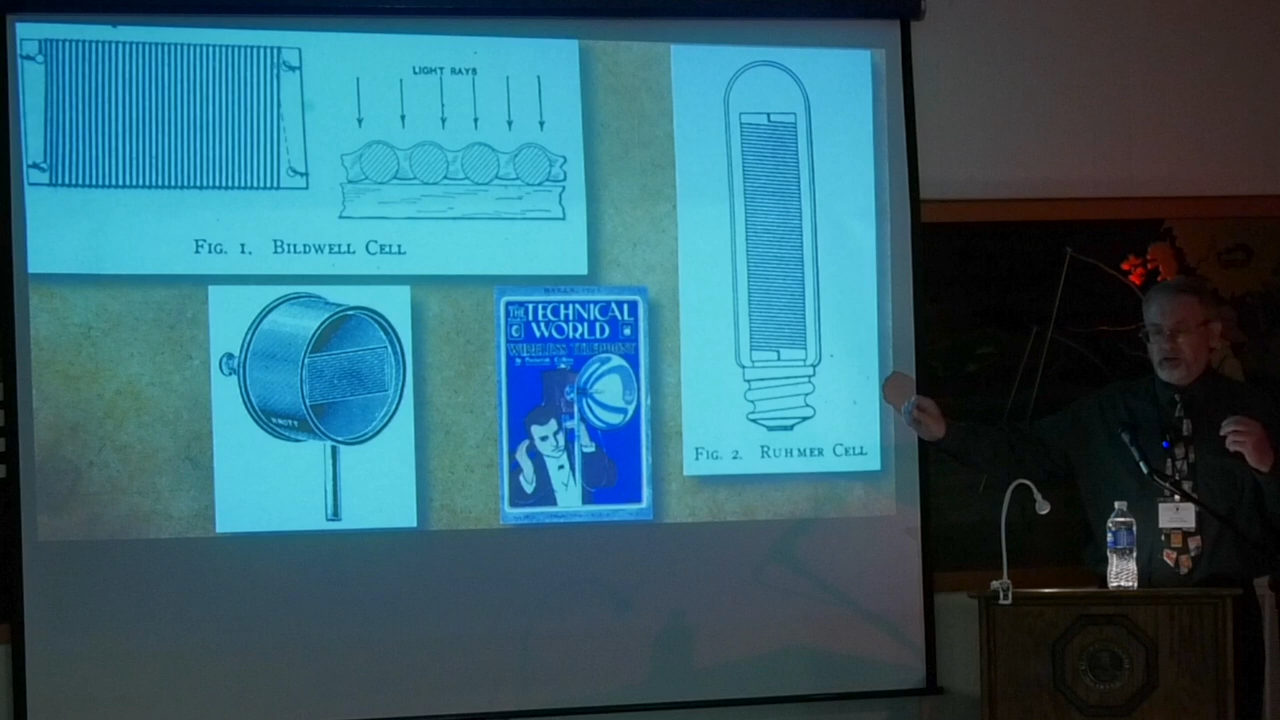 LIGHT RAYS
FIG. 1. BILDWELL CELL
THE TECHNICAL
WORLD
WIRELESS TELEPHONY
FIG. 2. RUHMER CELL